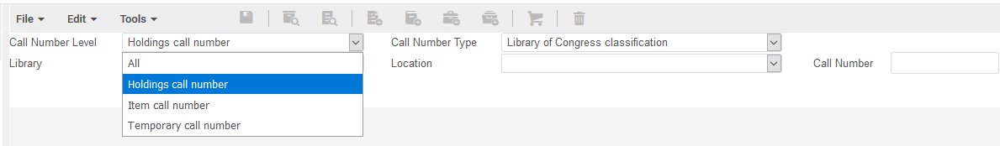 File Edit Tools
Call Number Level Holdings call number Call Number Type Library of Congress classification
Library All Location Call Number
Holdings call number
Item call number
Temporary call number